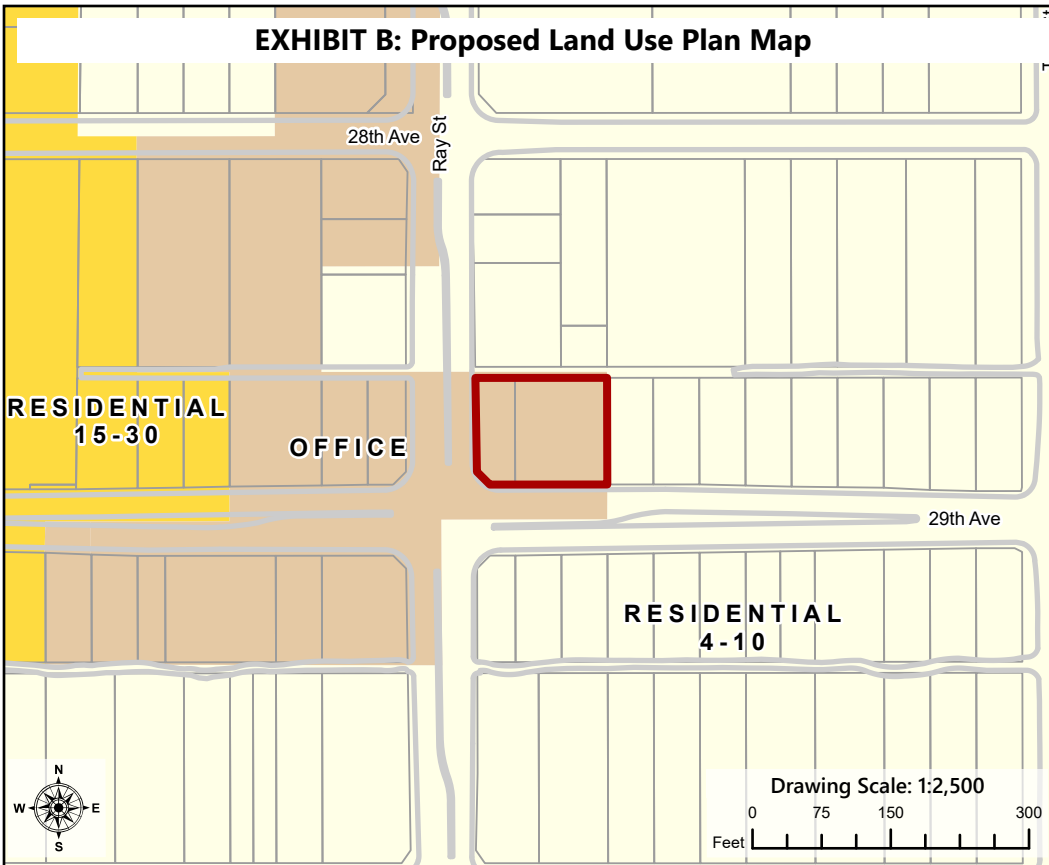 EXHIBIT B: Proposed Land Use Plan Map
28th Ave
Ray St
RESIDENTIAL
15-30
OFFICE
29th Ave
RESIDENTIAL
4-10
N
W
E
S
Drawing Scale: 1:2,500
0 75 150 300
Feet